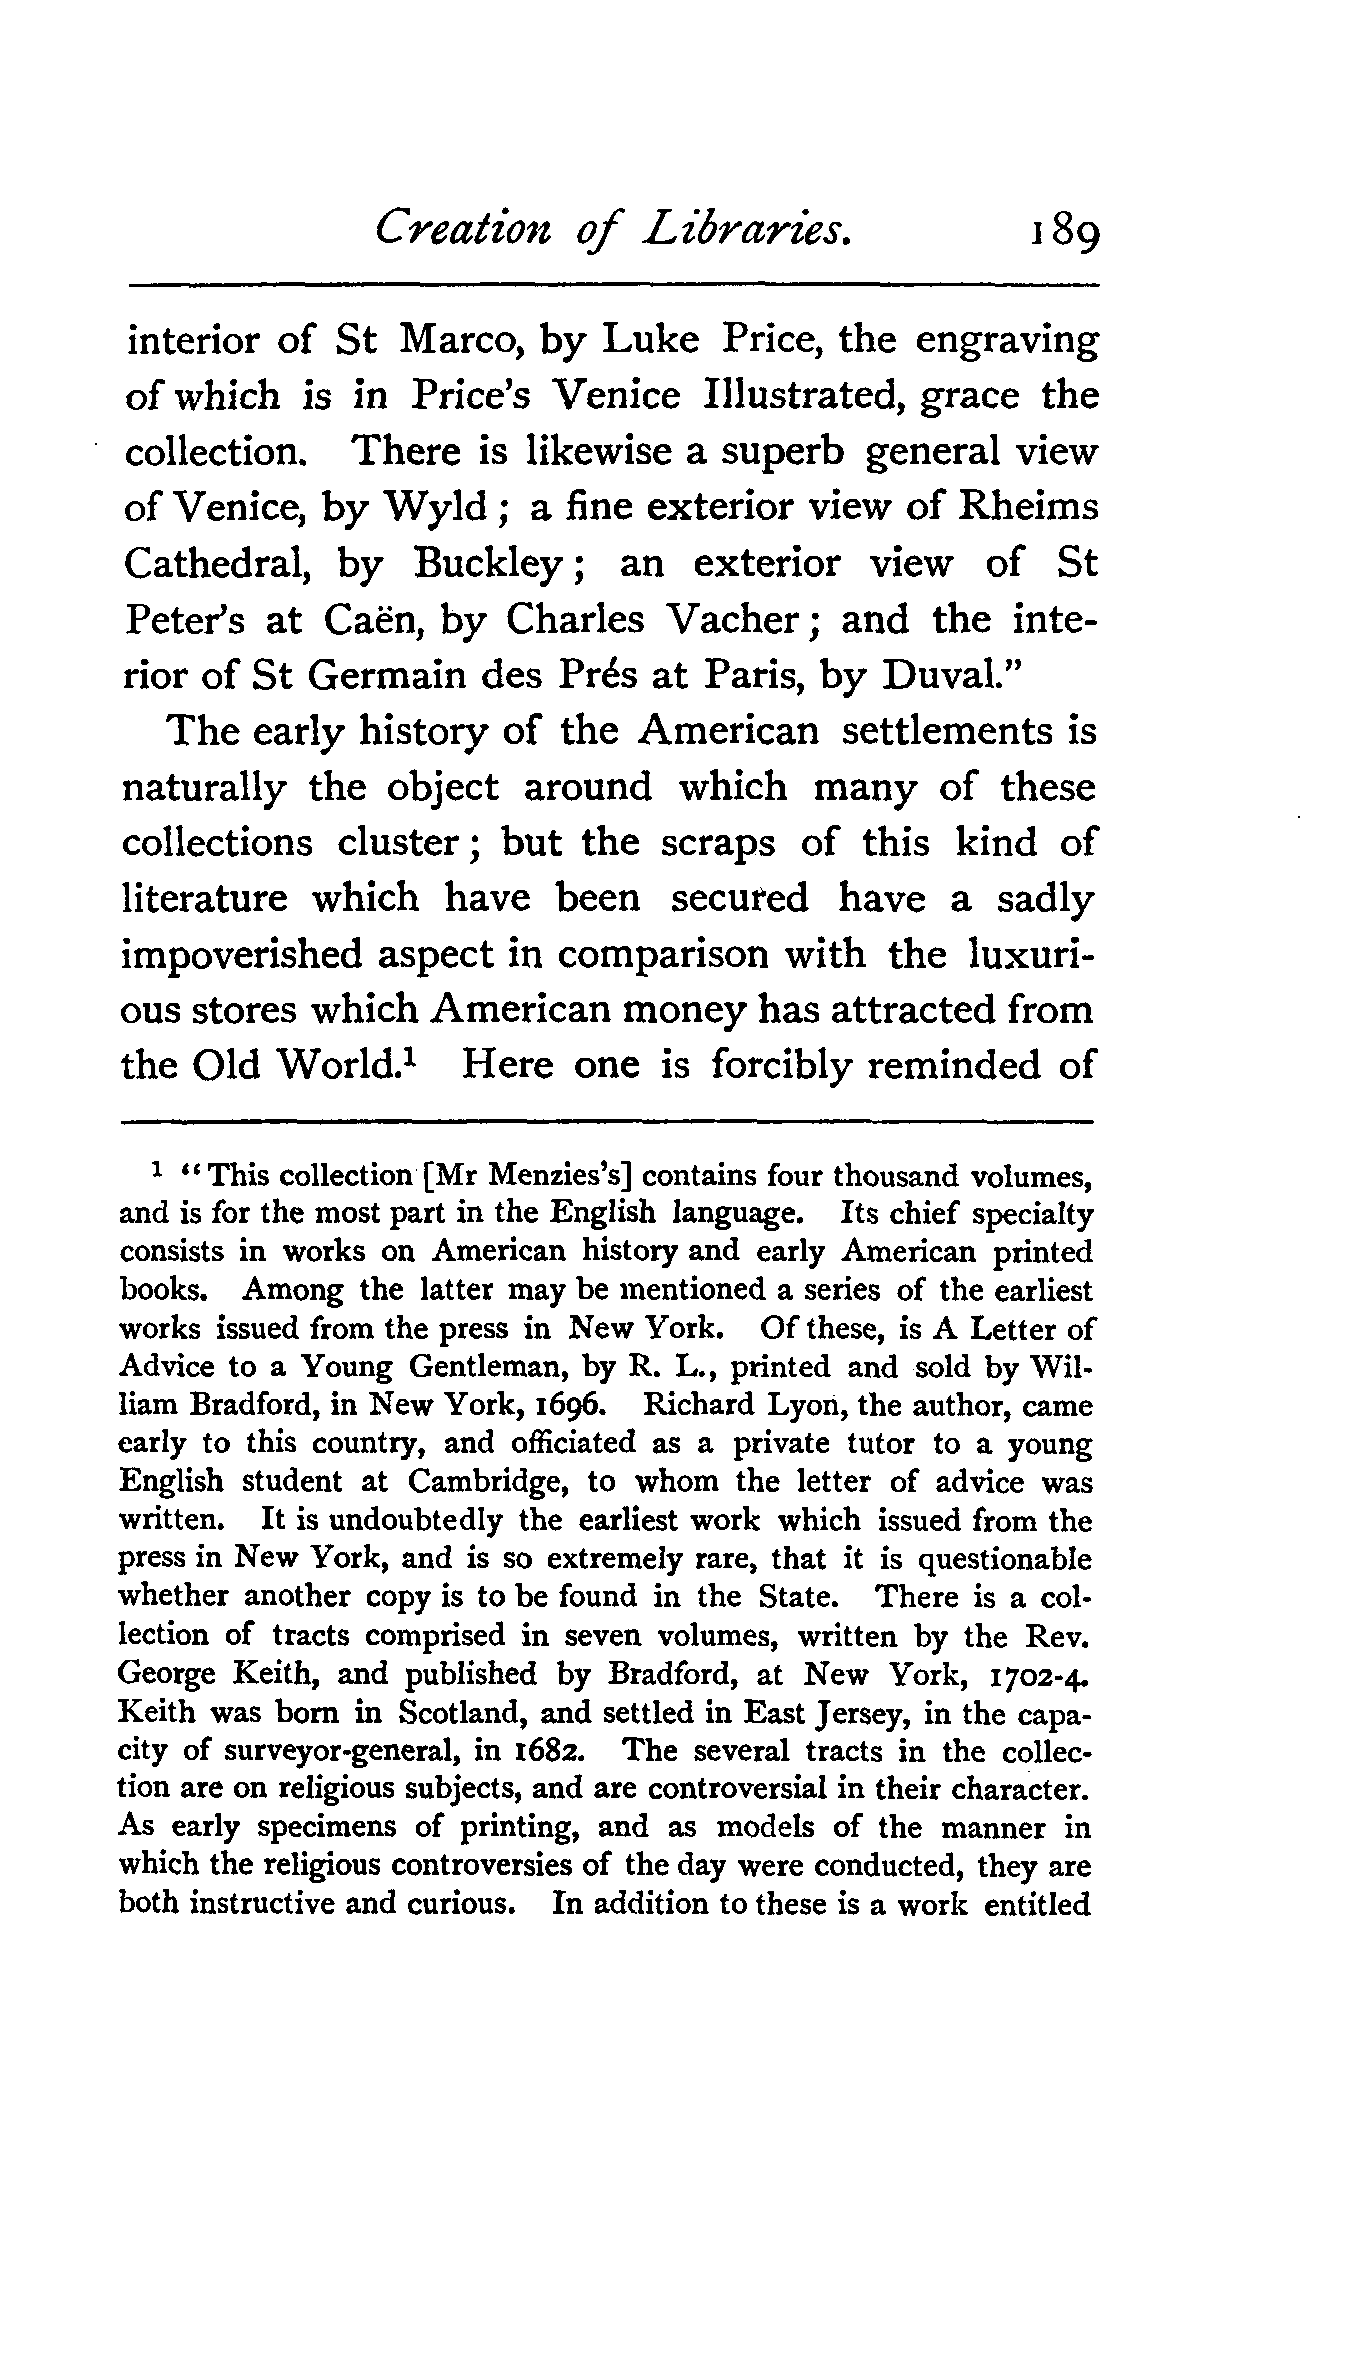 Creation of Libraries. 189
interior of St Marco, by Luke Price, the engraving
of which is in Price's Venice Illustrated, grace the
collection. There is likewise a superb general view
of Venice, by Wyld ; a fine exterior view of Rheims
Cathedral, by Buckley ; an exterior view of St
Peter's at Caën, by Charles Vacher ; and the inte-
rior of St Germain des Prés at Paris, by Duval."
The early history of the American settlements is
naturally the object around which many of these
collections cluster ; but the scraps of this kind of
literature which have been secured have a sadly
impoverished aspect in comparison with the luxuri-
ous stores which American money has attracted from
the Old World.¹ Here one is forcibly reminded of
¹ "This collection [Mr Menzies's] contains four thousand volumes,
and is for the most part in the English language. Its chief specialty
consists in works on American history and early American printed
books. Among the latter may be mentioned a series of the earliest
works issued from the press in New York. Of these, is A Letter of
Advice to a Young Gentleman, by R. L., printed and sold by Wil-
liam Bradford, in New York, 1696. Richard Lyon, the author, came
early to this country, and officiated as a private tutor to a young
English student at Cambridge, to whom the letter of advice was
written. It is undoubtedly the earliest work which issued from the
press in New York, and is so extremely rare, that it is questionable
whether another copy is to be found in the State. There is a col-
lection of tracts comprised in seven volumes, written by the Rev.
George Keith, and published by Bradford, at New York, 1702-4.
Keith was born in Scotland, and settled in East Jersey, in the capa-
city of surveyor-general, in 1682. The several tracts in the collec-
tion are on religious subjects, and are controversial in their character.
As early specimens of printing, and as models of the manner in
which the religious controversies of the day were conducted, they are
both instructive and curious. In addition to these is a work entitled